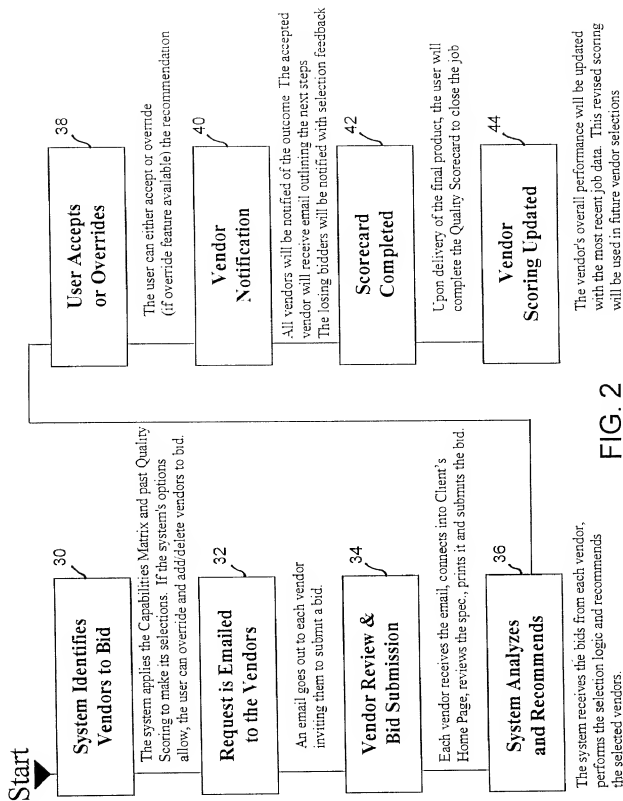 Start
30
System Identifies
Vendors to Bid
The system applies the Capabilities Matrix and past Quality
Scoring to make its selections. If the system's options
allow, the user can override and add/delete vendors to bid.
32
Request is Emailed
to the Vendors
An email goes out to each vendor
inviting them to submit a bid.
34
Vendor Review &
Bid Submission
Each vendor receives the email, connects into Client's
Home Page, reviews the spec., prints it and submits the bid.
36
System Analyzes
and Recommends
The system receives the bids from each vendor,
performs the selection logic and recommends
the selected vendors.
38
User Accepts
or Overrides
The user can either accept or override
(if override feature available) the recommendation
40
Vendor
Notification
All vendors will be notified of the outcome The accepted
vendor will receive email outlining the next steps
The losing bidders will be notified with selection feedback
42
Scorecard
Completed
Upon delivery of the final product, the user will
complete the Quality Scorecard to close the job
44
Vendor
Scoring Updated
The vendor's overall performance will be updated
with the most recent job data. This revised scoring
will be used in future vendor selections
FIG. 2